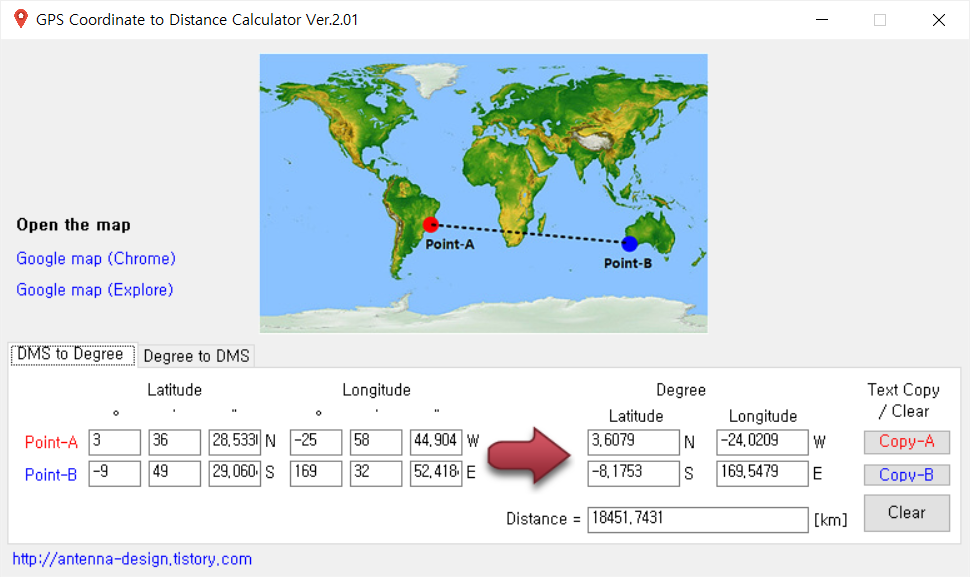 GPS Coordinate to Distance Calculator Ver.2.01
Point-A
Point-B
Open the map
Google map (Chrome)
Google map (Explore)
DMS to Degree Degree to DMS
Latitude Longitude Degree Text Copy / Clear
Latitude Longitude
° ' " ° ' "
Point-A 3 36 28,533 N -25 58 44,904 W 3,6079 N -24,0209 W Copy-A
Point-B -9 49 29,060 S 169 32 52,418 E -8,1753 S 169,5479 E Copy-B
Distance = 18451,7431 [km] Clear
http://antenna-design,tistory,com